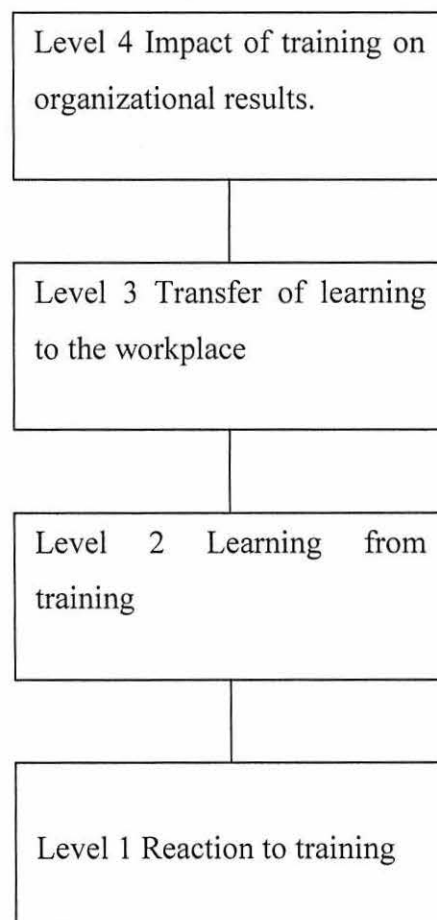 Level 4 Impact of training on
organizational results.
Level 3 Transfer of learning
to the workplace
Level 2 Learning from
training
Level 1 Reaction to training